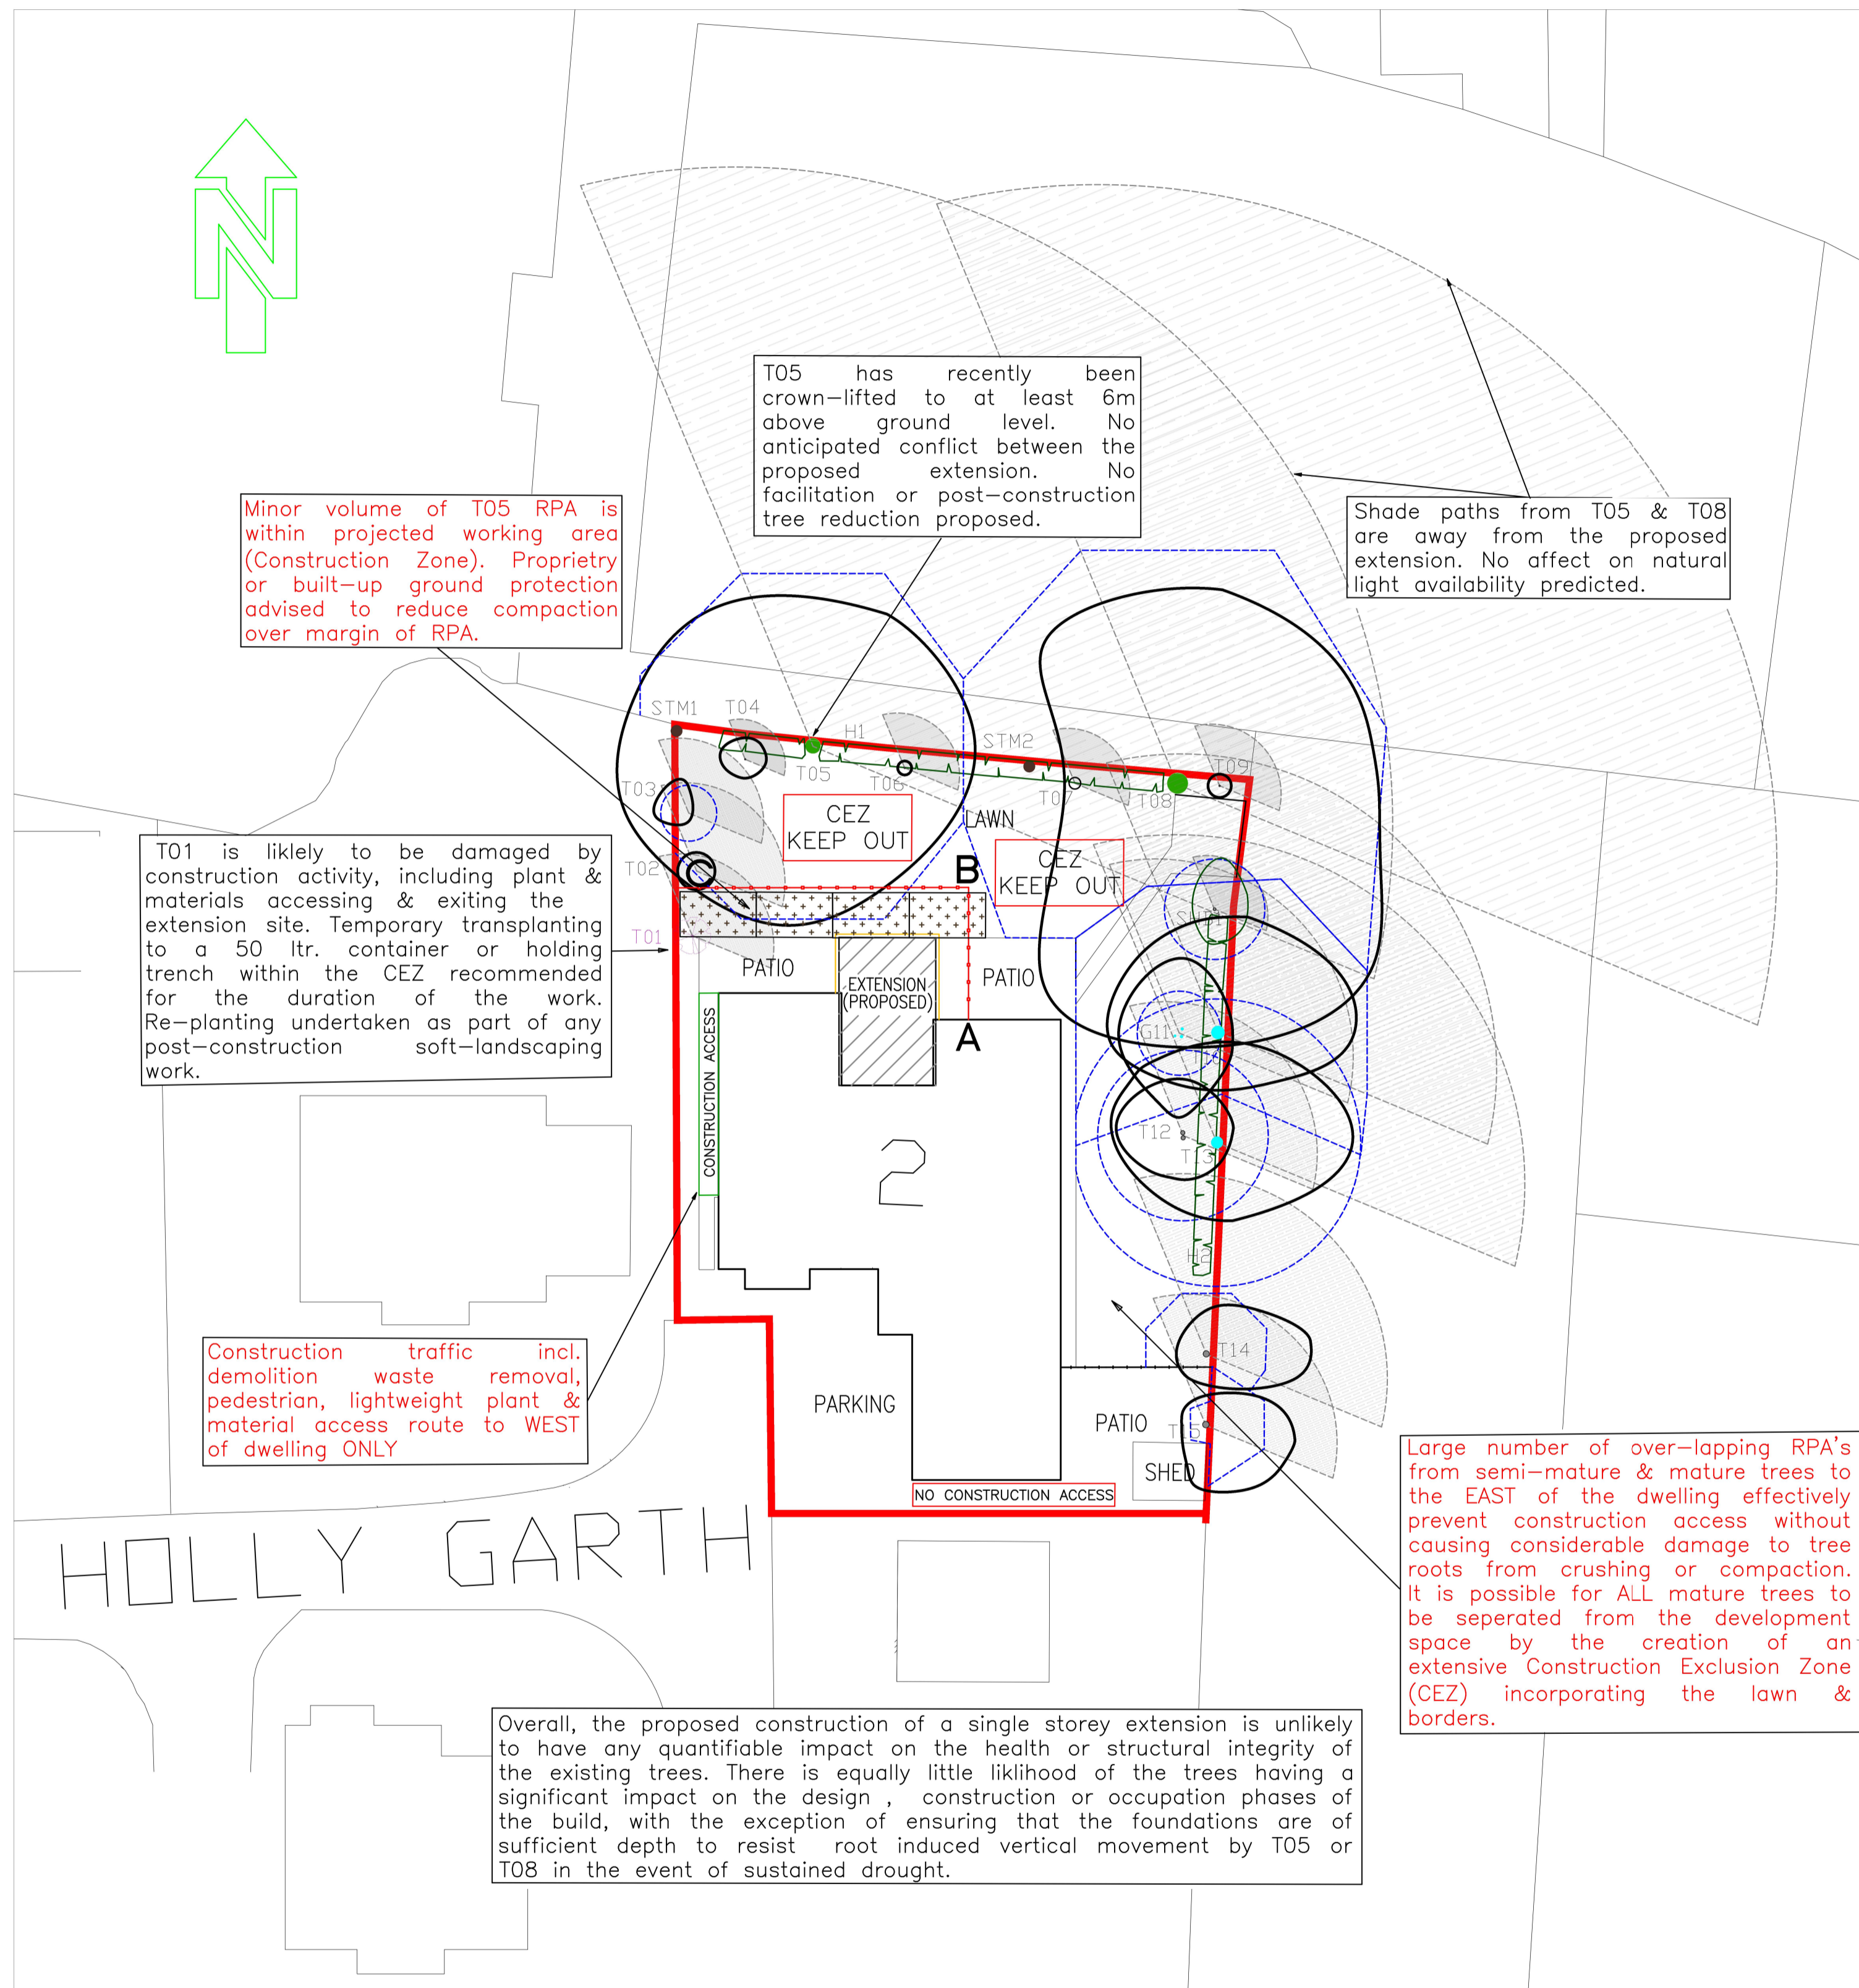 N
T05 has recently been
crown-lifted to at least 6m
above ground level. No
anticipated conflict between the
proposed extension. No
facilitation or post-construction
tree reduction proposed.
Minor volume of T05 RPA is
within projected working area
(Construction Zone). Proprietry
or built-up ground protection
advised to reduce compaction
over margin of RPA.
Shade paths from T05 & T08
are away from the proposed
extension. No affect on natural
light availability predicted.
STM1
T04
H1
STM2
T05
T06
T07
T08
T09
T03
CEZ
KEEP OUT
LAWN
CEZ
KEEP OUT
T02
B
T01
PATIO
EXTENSION
(PROPOSED)
PATIO
A
T01 is liklely to be damaged by
construction activity, including plant &
materials accessing & exiting the
extension site. Temporary transplanting
to a 50 ltr. container or holding
trench within the CEZ recommended
for the duration of the work.
Re-planting undertaken as part of any
post-construction soft-landscaping
work.
CONSTRUCTION ACCESS
G11
T10
T12
T13
2
H2
T14
Construction traffic incl.
demolition waste removal,
pedestrian, lightweight plant &
material access route to WEST
of dwelling ONLY
PARKING
PATIO
T15
SHED
NO CONSTRUCTION ACCESS
Large number of over-lapping RPA's
from semi-mature & mature trees to
the EAST of the dwelling effectively
prevent construction access without
causing considerable damage to tree
roots from crushing or compaction.
It is possible for ALL mature trees to
be seperated from the development
space by the creation of an
extensive Construction Exclusion Zone
(CEZ) incorporating the lawn &
borders.
HOLLY GARTH
Overall, the proposed construction of a single storey extension is unlikely
to have any quantifiable impact on the health or structural integrity of
the existing trees. There is equally little liklihood of the trees having a
significant impact on the design , construction or occupation phases of
the build, with the exception of ensuring that the foundations are of
sufficient depth to resist root induced vertical movement by T05 or
T08 in the event of sustained drought.